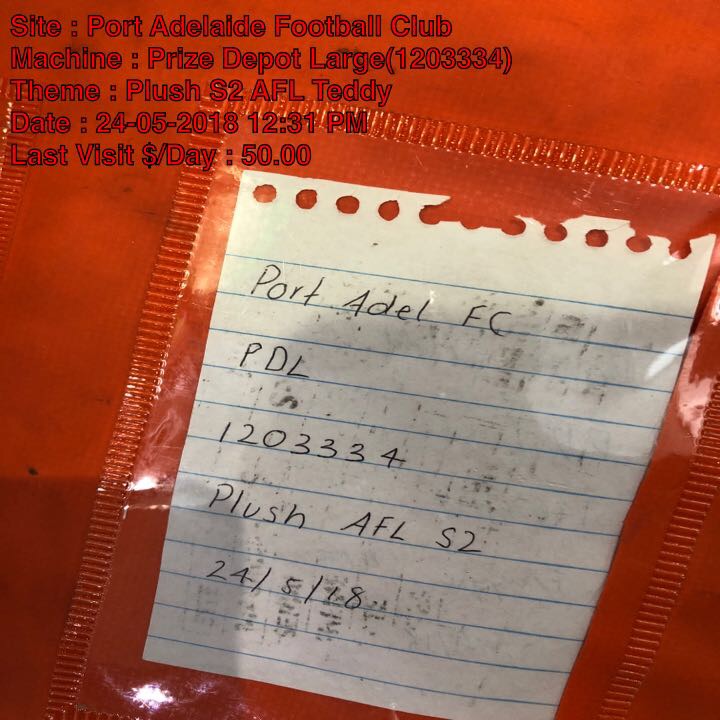 Site : Port Adelaide Football Club
Machine : Prize Depot Large(1203334)
Theme : Plush S2 AFL Teddy
Date : 24-05-2018 12:31 PM
Last Visit $/Day : 50.00
Port Adel FC
PDL
1203334
Plush AFL S2
24/5/18